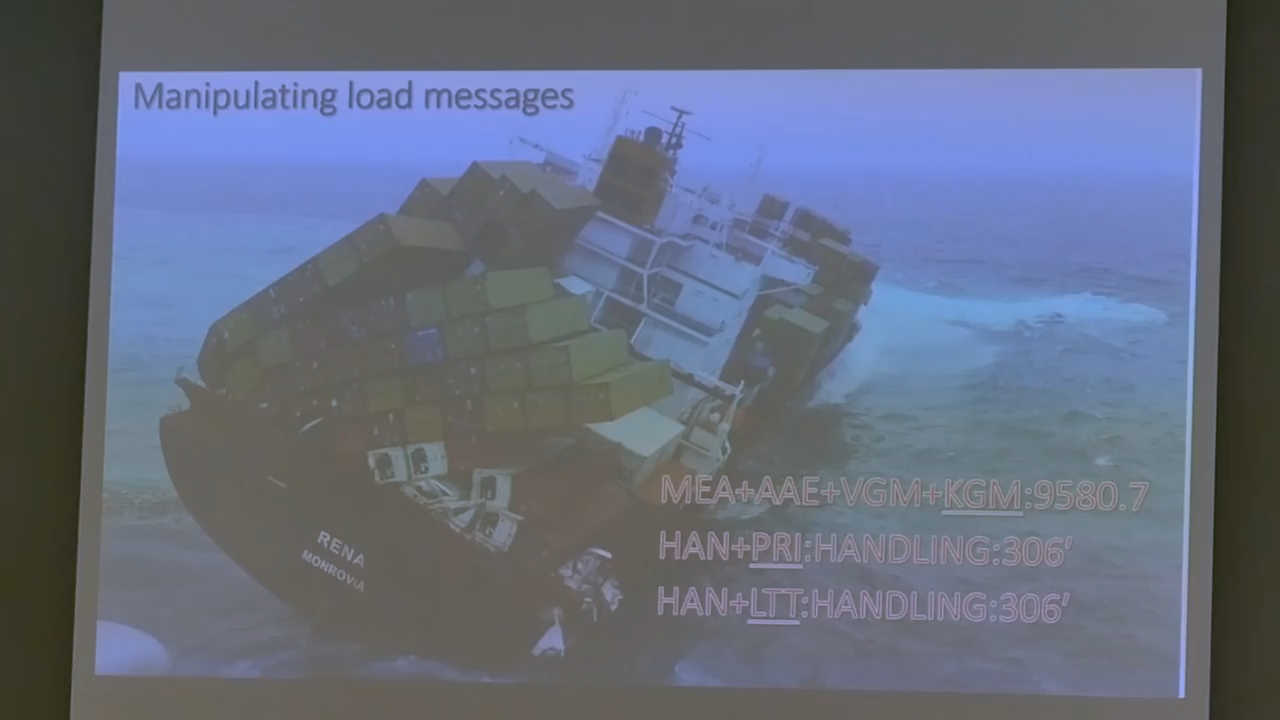 Manipulating load messages
MEA+AAE+VGM+KGM:9580.7
HAN+PRI:HANDLING:306'
HAN+LTT:HANDLING:306'
RENA
MONROVIA